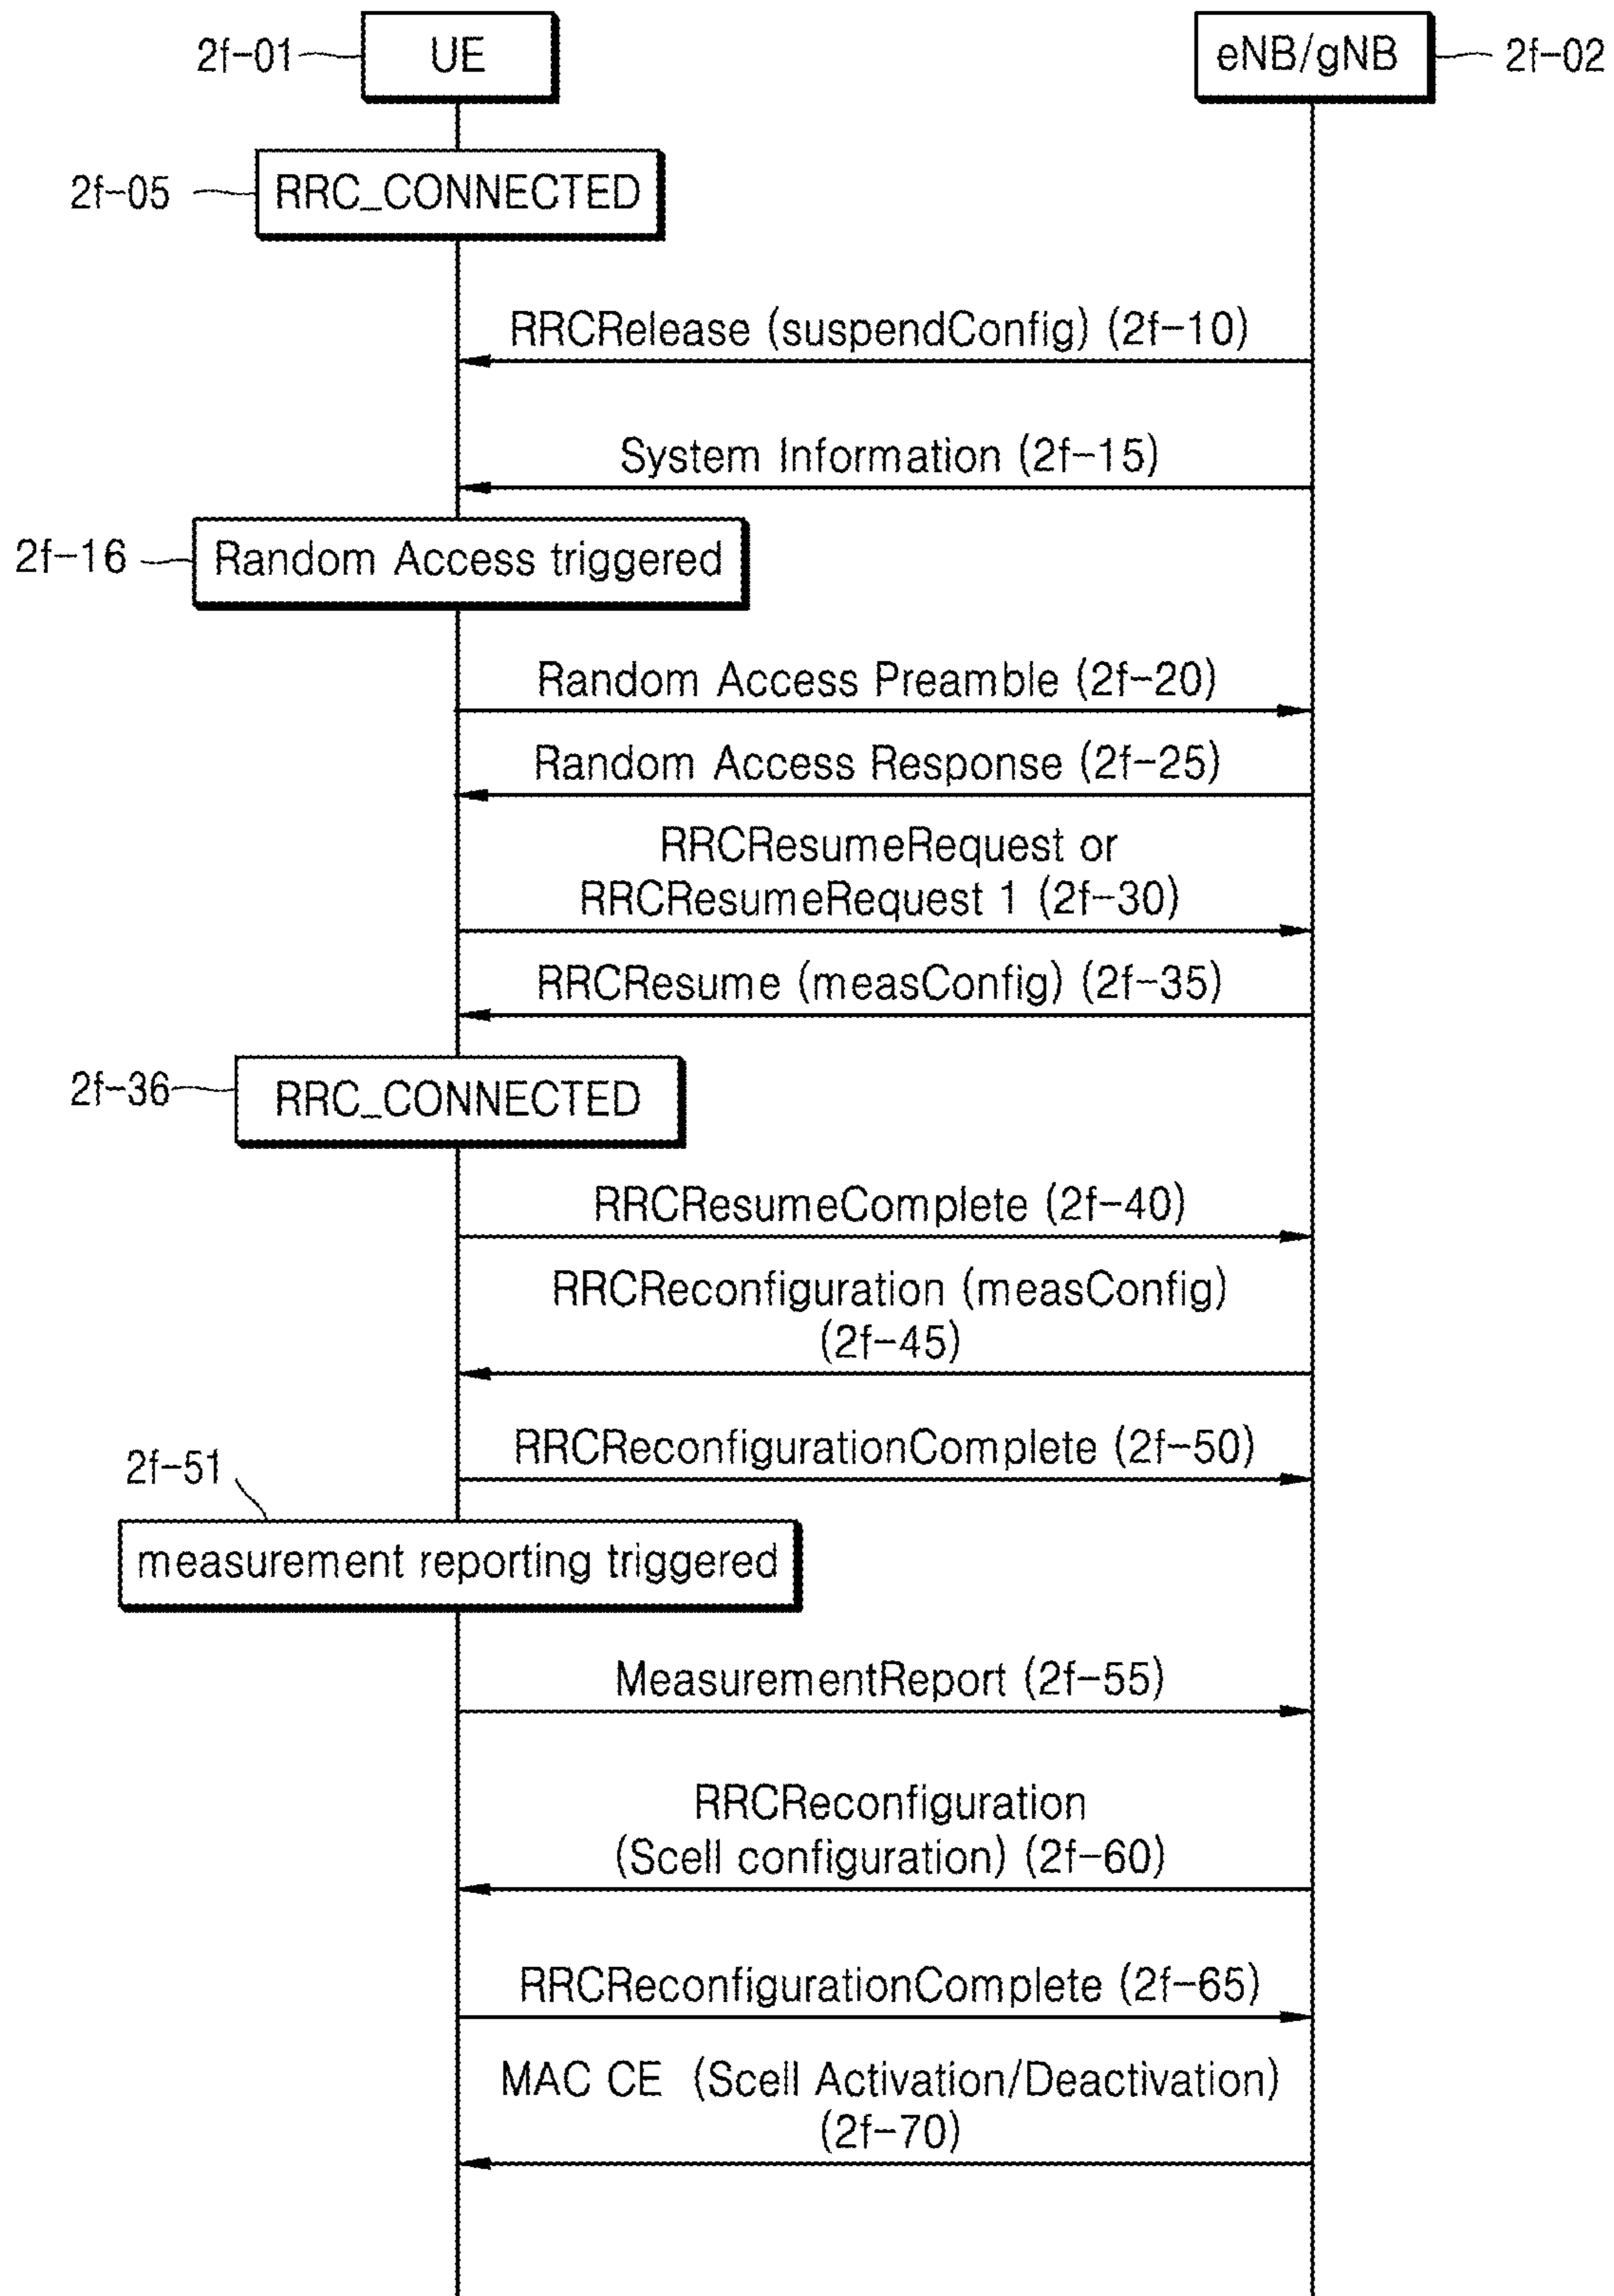 2f-01
UE
eNB/gNB
2f-02
2f-05
RRC_CONNECTED
RRCRelease (suspendConfig) (2f-10)
System Information (2f-15)
2f-16
Random Access triggered
Random Access Preamble (2f-20)
Random Access Response (2f-25)
RRCResumeRequest or
RRCResumeRequest 1 (2f-30)
RRCResume (measConfig) (2f-35)
2f-36
RRC_CONNECTED
RRCResumeComplete (2f-40)
RRCReconfiguration (measConfig)
(2f-45)
RRCReconfigurationComplete (2f-50)
2f-51
measurement reporting triggered
MeasurementReport (2f-55)
RRCReconfiguration
(Scell configuration) (2f-60)
RRCReconfigurationComplete (2f-65)
MAC CE (Scell Activation/Deactivation)
(2f-70)